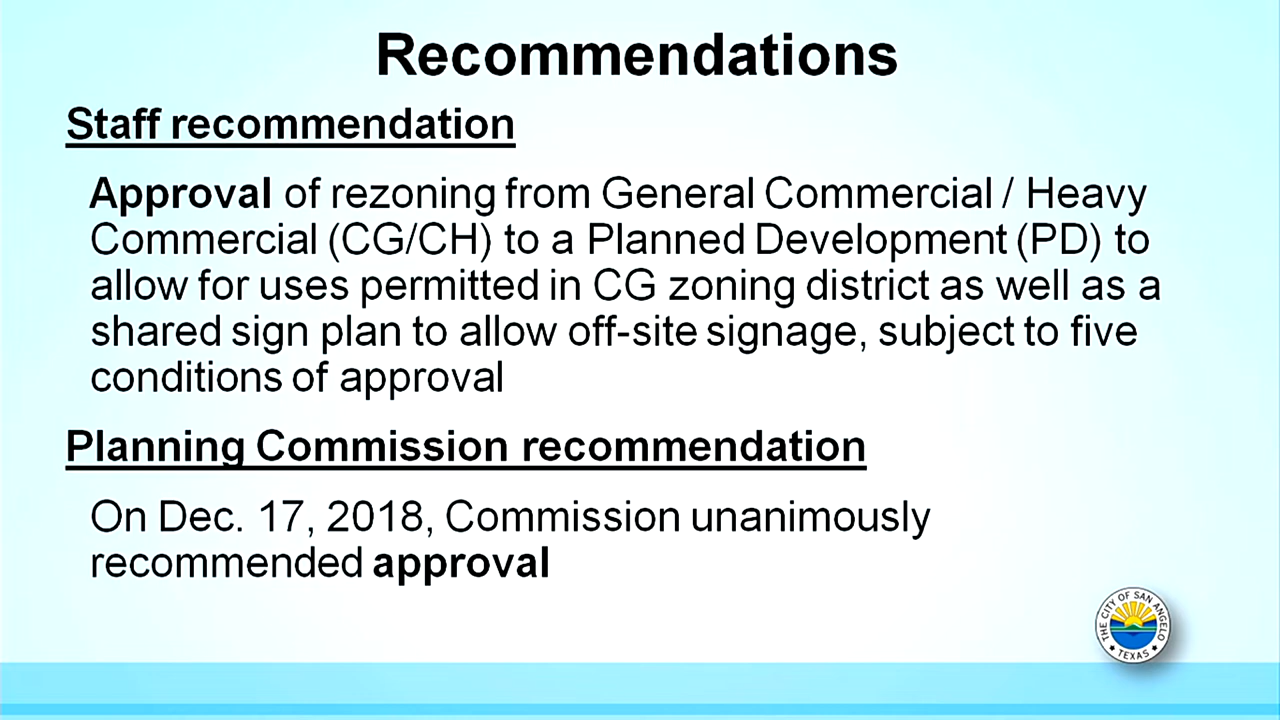 Recommendations
Staff recommendation
Approval of rezoning from General Commercial / Heavy
Commercial (CG/CH) to a Planned Development (PD) to
allow for uses permitted in CG zoning district as well as a
shared sign plan to allow off-site signage, subject to five
conditions of approval
Planning Commission recommendation
On Dec. 17, 2018, Commission unanimously
recommended approval
THE CITY OF SAN ANGELO
TEXAS